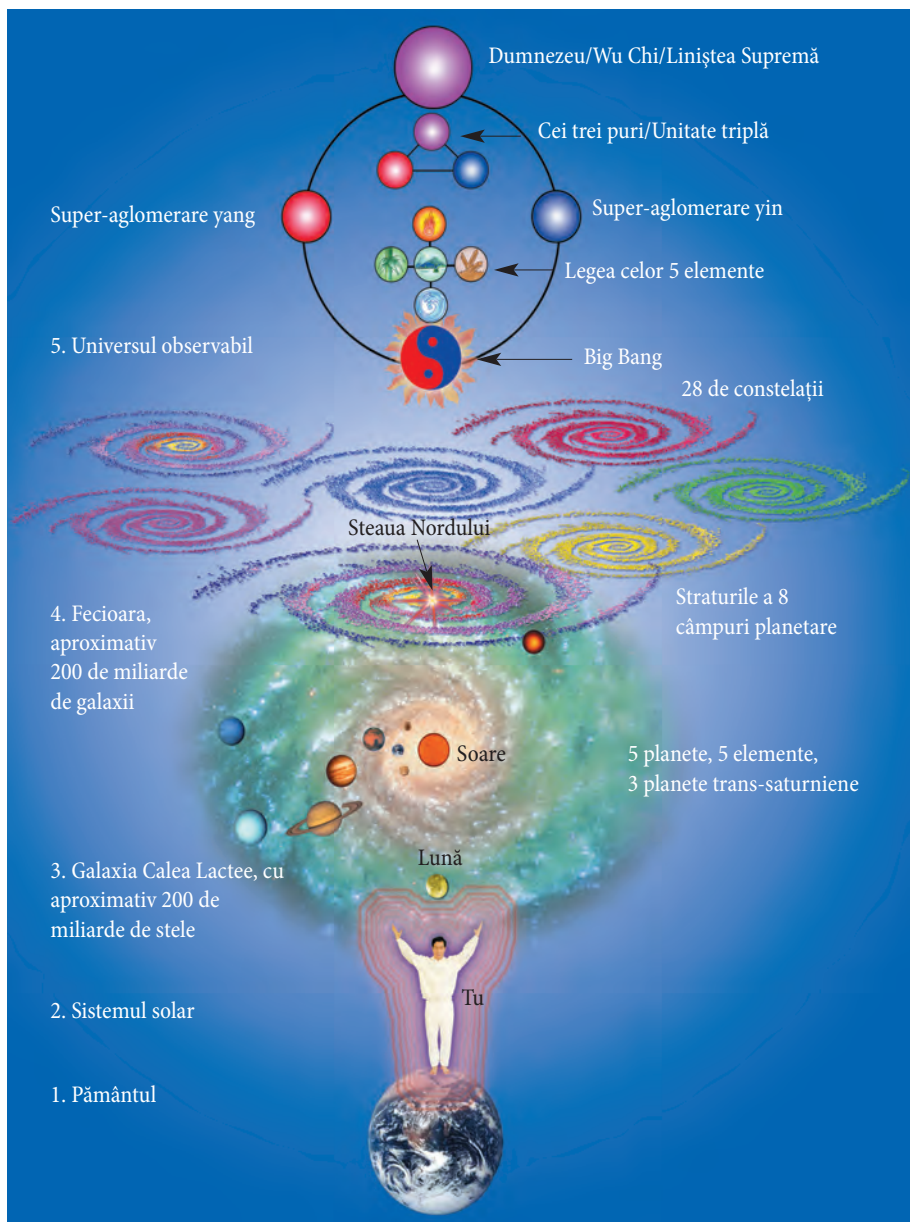 Dumnezeu/Wu Chi/Liniștea Supremă
Cei trei puri/Unitate triplă
Super-aglomerare yang
Super-aglomerare yin
Legea celor 5 elemente
5. Universul observabil
Big Bang
28 de constelații
Steaua Nordului
4. Fecioara,
aproximativ
200 de miliarde
de galaxii
Straturile a 8
câmpuri planetare
Soare
5 planete, 5 elemente,
3 planete trans-saturniene
Lună
3. Galaxia Calea Lactee, cu
aproximativ 200 de
miliarde de stele
Tu
2. Sistemul solar
1. Pământul